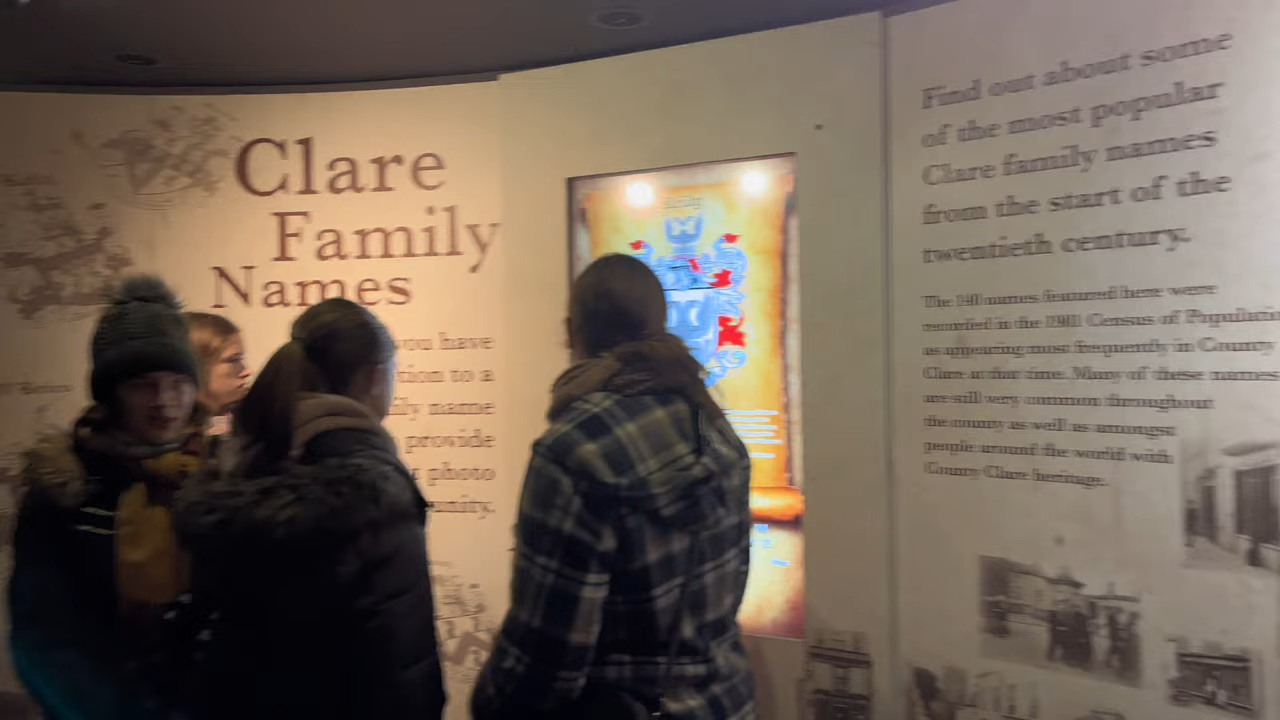 Clare
Family
Names
you have
tion to a
ily name
provide
photo
unity.
Find out about some
of the most popular
Clare family names
from the start of the
twentieth century.
The 140 names featured here were
recorded in the 1901 Census of Population
as appearing most frequently in County
Clare at that time. Many of these names
are still very common throughout
the county as well as amongst
people around the world with
County Clare heritage.